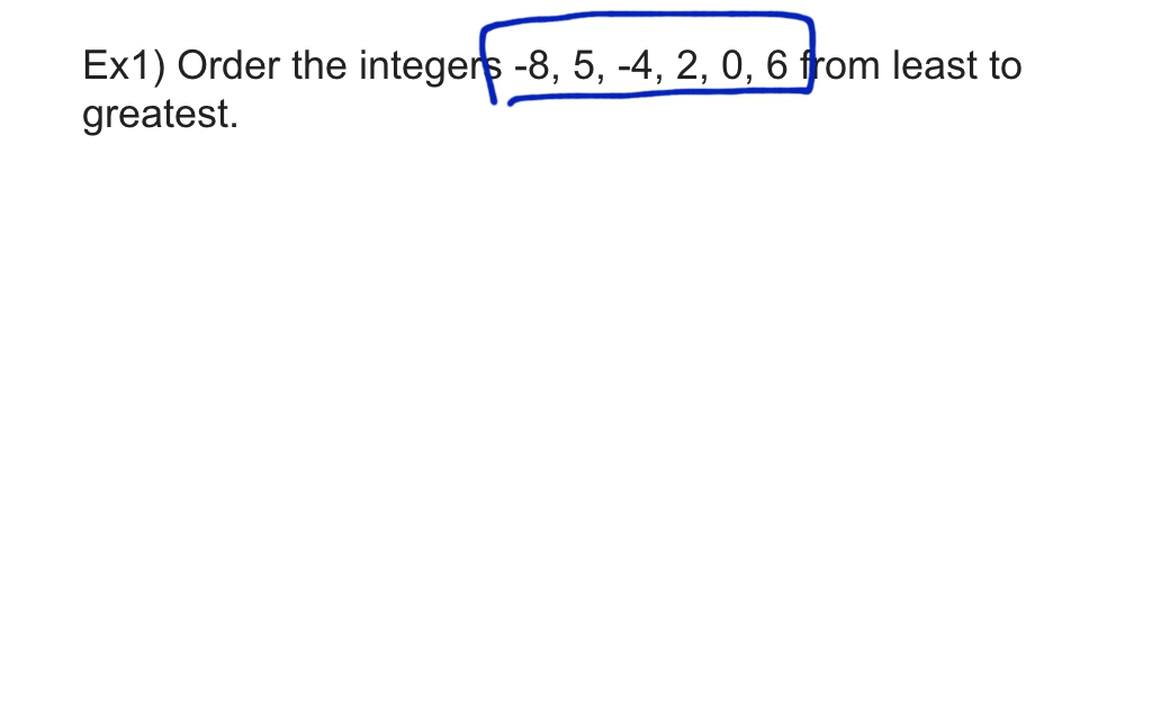 Ex1) Order the integers -8, 5, -4, 2, 0, 6 from least to
greatest.